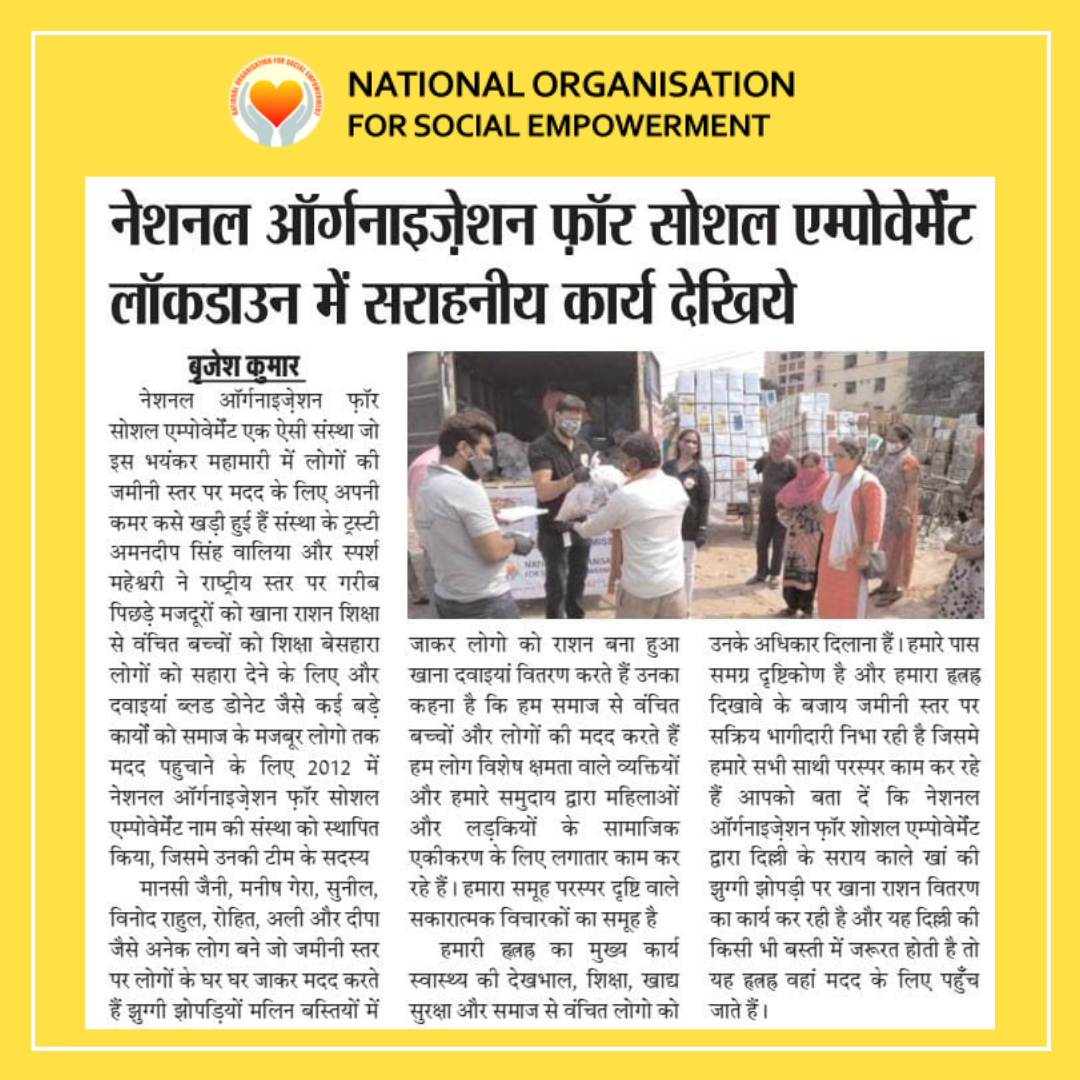 NATIONAL ORGANISATION FOR SOCIAL EMPOWERMENT
NATIONAL ORGANISATION
FOR SOCIAL EMPOWERMENT
नेशनल ऑर्गनाइज़ेशन फ़ॉर सोशल एम्पोवेर्मेंट
लॉकडाउन में सराहनीय कार्य देखिये
बृजेश कुमार
नेशनल ऑर्गनाइज़ेशन फ़ॉर
सोशल एम्पोवेर्मेंट एक ऐसी संस्था जो
इस भयंकर महामारी में लोगों की
जमीनी स्तर पर मदद के लिए अपनी
कमर कसे खड़ी हुई हैं संस्था के ट्रस्टी
अमनदीप सिंह वालिया और स्पर्श
महेश्वरी ने राष्ट्रीय स्तर पर गरीब
पिछड़े मजदूरों को खाना राशन शिक्षा
से वंचित बच्चों को शिक्षा बेसहारा
लोगों को सहारा देने के लिए और
दवाइयां ब्लड डोनेट जैसे कई बड़े
कार्यों को समाज के मजबूर लोगो तक
मदद पहुचाने के लिए 2012 में
नेशनल ऑर्गनाइज़ेशन फ़ॉर सोशल
एम्पोवेर्मेंट नाम की संस्था को स्थापित
किया, जिसमे उनकी टीम के सदस्य
मानसी जैनी, मनीष गेरा, सुनील,
विनोद राहुल, रोहित, अली और दीपा
जैसे अनेक लोग बने जो जमीनी स्तर
पर लोगों के घर घर जाकर मदद करते
हैं झुग्गी झोपड़ियों मलिन बस्तियों में
जाकर लोगो को राशन बना हुआ
खाना दवाइयां वितरण करते हैं उनका
कहना है कि हम समाज से वंचित
बच्चों और लोगों की मदद करते हैं
हम लोग विशेष क्षमता वाले व्यक्तियों
और हमारे समुदाय द्वारा महिलाओं
और लड़कियों के सामाजिक
एकीकरण के लिए लगातार काम कर
रहे हैं। हमारा समूह परस्पर दृष्टि वाले
सकारात्मक विचारकों का समूह है
हमारी हृत्नह्र का मुख्य कार्य
स्वास्थ्य की देखभाल, शिक्षा, खाद्य
सुरक्षा और समाज से वंचित लोगो को
उनके अधिकार दिलाना हैं। हमारे पास
समग्र दृष्टिकोण है और हमारा हृत्नह्र
दिखावे के बजाय जमीनी स्तर पर
सक्रिय भागीदारी निभा रही है जिसमे
हमारे सभी साथी परस्पर काम कर रहे
हैं आपको बता दें कि नेशनल
ऑर्गनाइज़ेशन फ़ॉर शोशल एम्पोवेर्मेंट
द्वारा दिल्ली के सराय काले खां की
झुग्गी झोपड़ी पर खाना राशन वितरण
का कार्य कर रही है और यह दिल्ली की
किसी भी बस्ती में जरूरत होती है तो
यह हृत्नह्र वहां मदद के लिए पहुँच
जाते हैं।